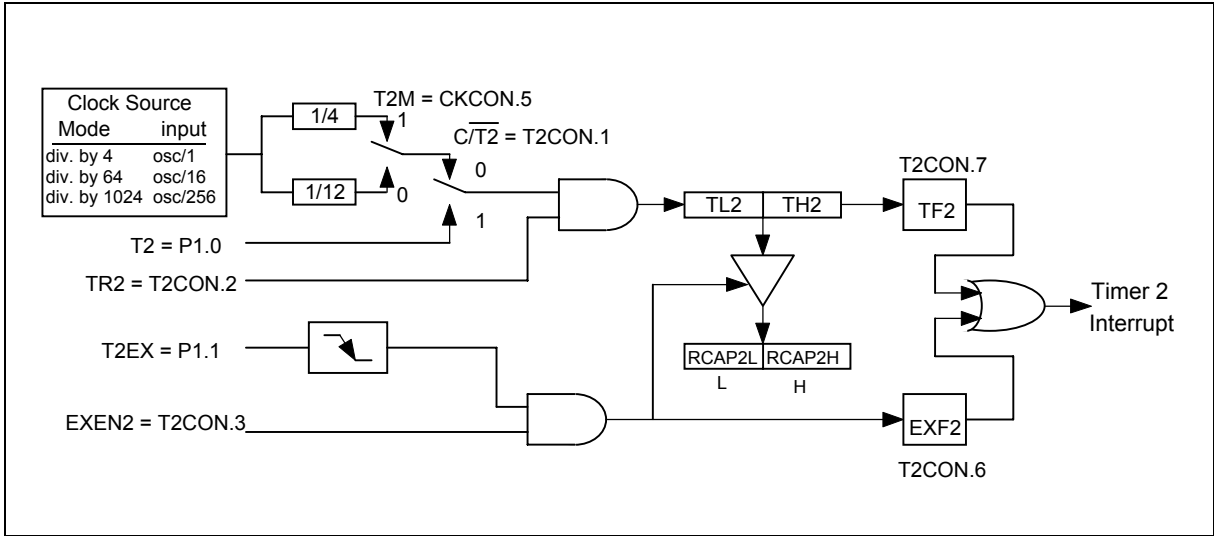 Clock Source
Mode input
div. by 4 osc/1
div. by 64 osc/16
div. by 1024 osc/256
1/4
1/12
T2M = CKCON.5
1
0
C/T2 = T2CON.1
0
1
T2 = P1.0
TR2 = T2CON.2
TL2 TH2
T2CON.7
TF2
Timer 2
Interrupt
T2EX = P1.1
RCAP2L RCAP2H
L H
EXEN2 = T2CON.3
EXF2
T2CON.6